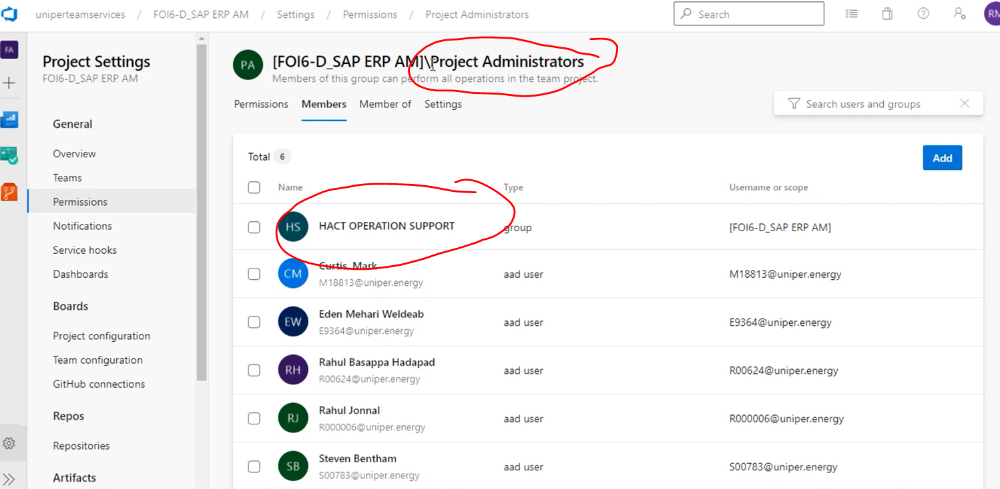 uniperteamservices / FOI6-D_SAP ERP AM / Settings / Permissions / Project Administrators
Search
RM
FA
Project Settings
FOI6-D_SAP ERP AM
General
Overview
Teams
Permissions
Notifications
Service hooks
Dashboards
Boards
Project configuration
Team configuration
GitHub connections
Repos
Repositories
Artifacts
PA
[FOI6-D_SAP ERP AM]\Project Administrators
Members of this group can perform all operations in the team project.
Permissions Members Member of Settings
Search users and groups
Total 6
Add
Name Type Username or scope
HS HACT OPERATION SUPPORT group [FOI6-D_SAP ERP AM]
CM Curtis, Mark
M18813@uniper.energy aad user M18813@uniper.energy
EW Eden Mehari Weldeab
E9364@uniper.energy aad user E9364@uniper.energy
RH Rahul Basappa Hadapad
R00624@uniper.energy aad user R00624@uniper.energy
RJ Rahul Jonnal
R000006@uniper.energy aad user R000006@uniper.energy
SB Steven Bentham
S00783@uniper.energy aad user S00783@uniper.energy